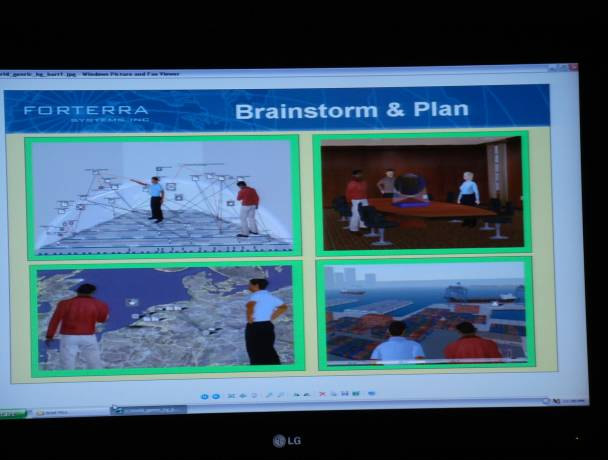 Windows Picture and Fax Viewer
FORTERRA
SYSTEMS, INC
Brainstorm & Plan
LG